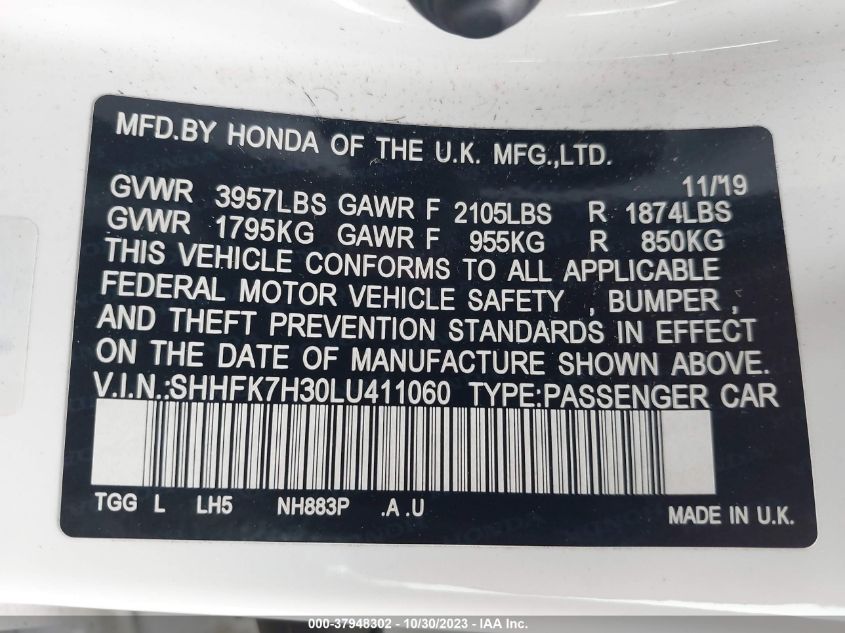 MFD.BY HONDA OF THE U.K. MFG.,LTD.
11/'19
GVWR 3957LBS GAWR F 2105LBS R 1874LBS
GVWR 1795KG GAWR F 955KG R 850KG
THIS VEHICLE CONFORMS TO ALL APPLICABLE
FEDERAL MOTOR VEHICLE SAFETY , BUMPER ,
AND THEFT PREVENTION STANDARDS IN EFFECT
ON THE DATE OF MANUFACTURE SHOWN ABOVE.
V.I.N.:SHHFK7H30LU411060 TYPE:PASSENGER CAR
TGG L LH5 NH883P .A .U
MADE IN U.K.
000-37948302 - 10/30/2023 - IAA Inc.